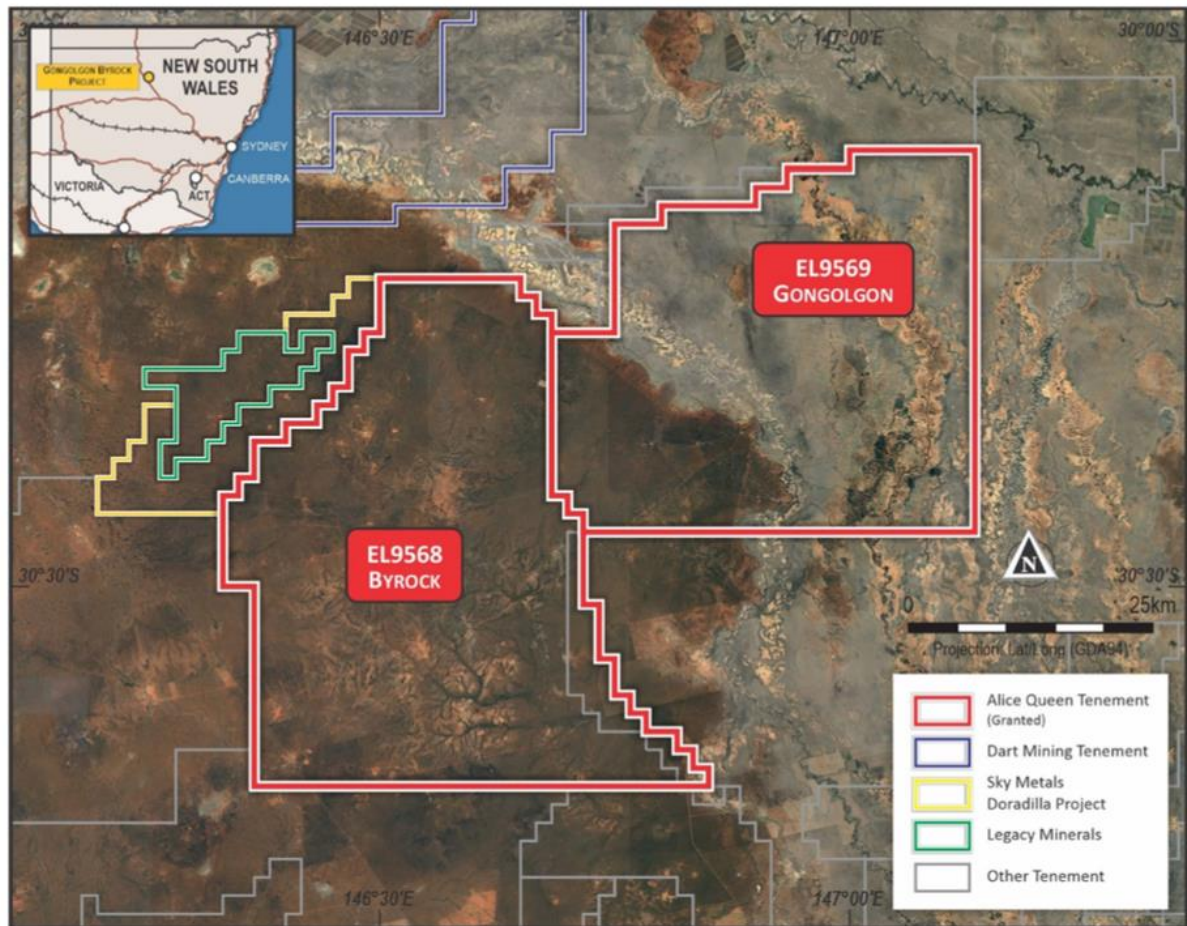 146°30'E
147°00'E
30°00'S
GONGOLGON BYROCK
PROJECT
NEW SOUTH
WALES
SYDNEY
CANBERRA
ACT
VICTORIA
EL9569
GONGOLGON
EL9568
BYROCK
30°30'S
30°30'S
N
0
25km
Projection: Lat/Long (GDA94)
Alice Queen Tenement
(Granted)
Dart Mining Tenement
Sky Metals
Doradilla Project
Legacy Minerals
Other Tenement
146°30'E
147°00'E